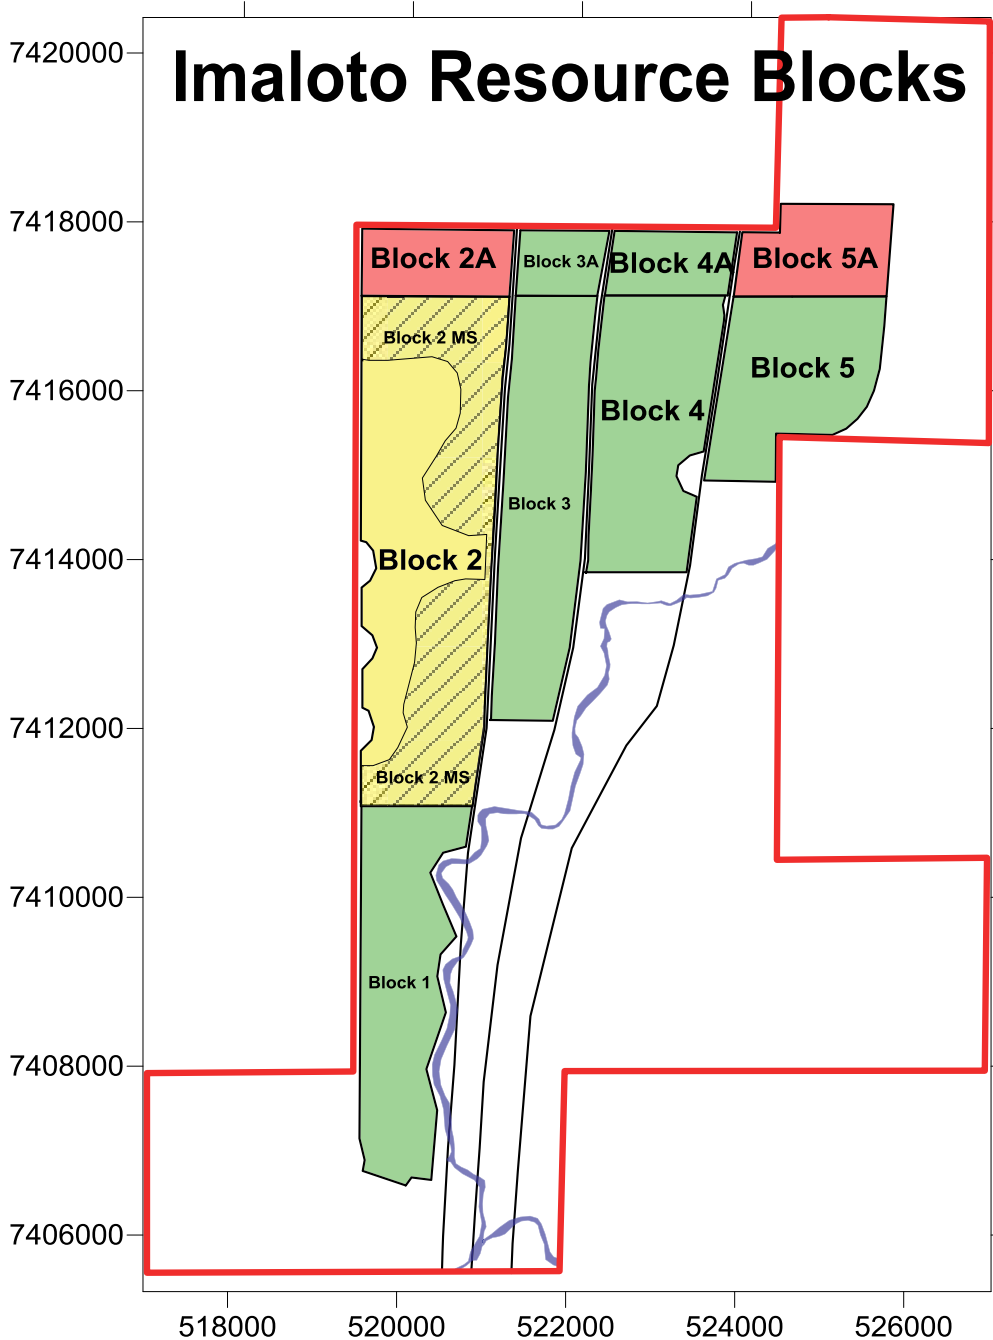 Imaloto Resource Blocks
7420000
7418000
Block 2A
Block 3A
Block 4A
Block 5A
Block 2 MS
Block 5
7416000
Block 4
Block 3
7414000
Block 2
7412000
Block 2 MS
7410000
Block 1
7408000
7406000
518000
520000
522000
524000
526000